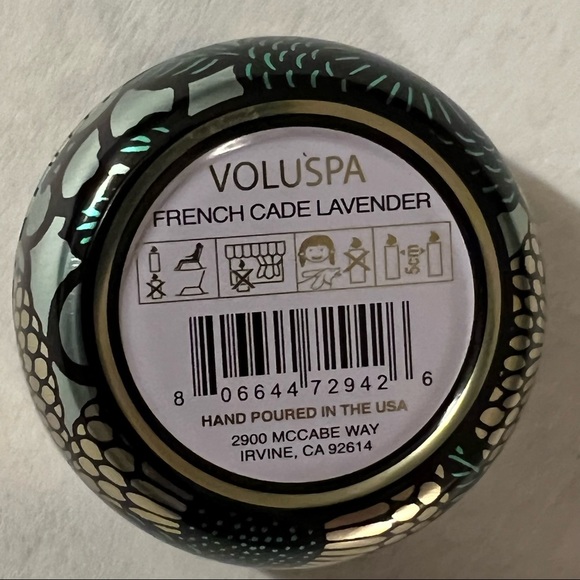 VOLUSPA
FRENCH CADE LAVENDER
5cm
8 06644 72942 6
HAND POURED IN THE USA
2900 MCCABE WAY
IRVINE, CA 92614